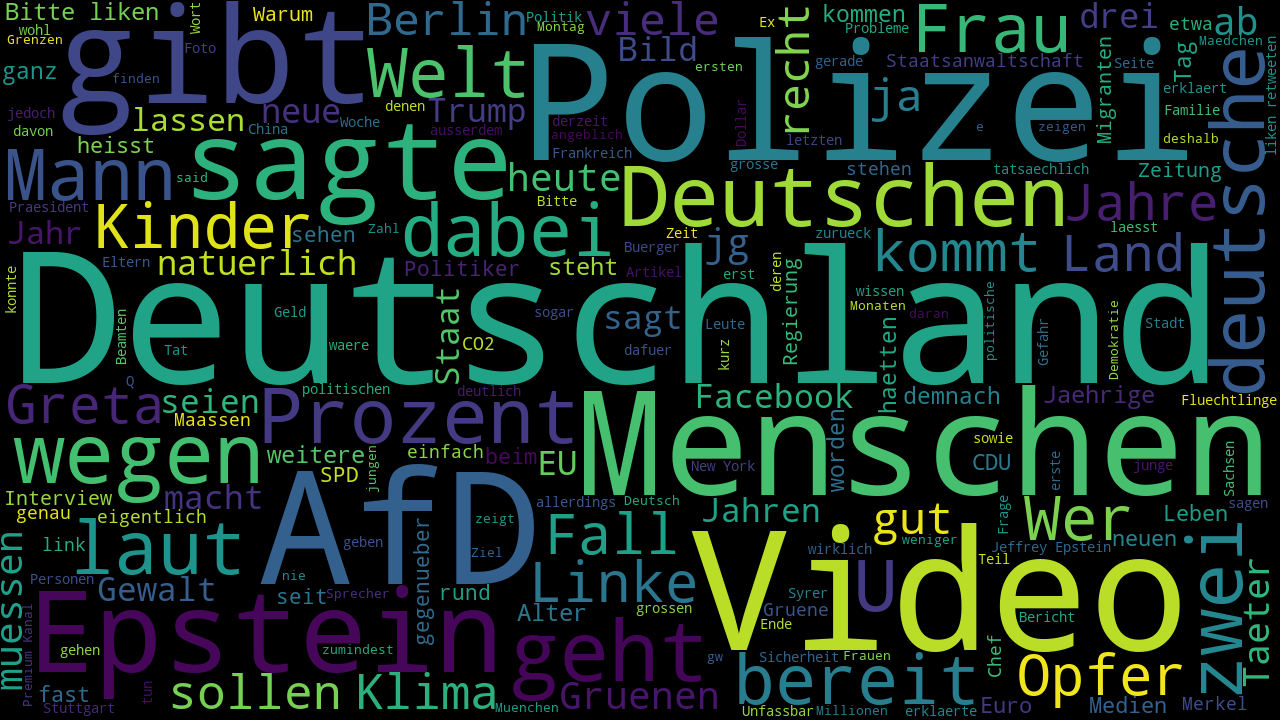 Bitte liken
gibt
Wort
Warum
Berlin
Politik
Montag
viele
Ex
recht
kommen
Probleme
Frau
drei
etwa
ab
Maedchen
wohl
Grenzen
Foto
Welt
Bild
Polizei
gerade
Staatsanwaltschaft
Seite
Tag
liken retweeten
ganz
finden
denen
ersten
ja
Migranten
erklaert
deutsche
jedoch
davon
lassen
neue
Trump
derzeit
Dollar
letzten
e
zeigen
Familie
heisst
China
Woche
ausserdem
angeblich
deshalb
Mann
said
sagte
Frankreich
grosse
stehen
tatsaechlich
Zeitung
heute
Deutschen
Jahre
Praesident
Kinder
Bitte
Jahr
sehen
Zahl
dabei
Zeit
jg
zurueck
laesst
Eltern
natuerlich
Politiker
steht
Buerger
kommt
Land
konnte
Artikel
erst
deren
Deutschland
Geld
Staat
sogar
sagt
Leute
Regierung
wissen
Monaten
daran
politische
Stadt
Beamten
Tat
waere
CO2
dafuer
kurz
haetten
Gefahr
Demokratie
Q
politischen
deutlich
Greta
seien
Prozent
Menschen
Facebook
demnach
Jaehrige
Fluechtlinge
Maassen
wegen
weitere
einfach
beim
EU
worden
sowie
SPD
jungen
New York
CDU
erste
junge
Sachsen
Interview
macht
AfD
allerdings
Deutsch
Jahren
gut
Frage
Wer
Leben
sagen
genau
eigentlich
zeigt
Fall
Video
weniger
neuen
zwei
muessen
link
laut
geben
gegenueber
Ziel
wirklich
Jeffrey Epstein
Teil
Personen
Gewalt
nie
seit
Sprecher
rund
Linke
U
Syrer
Taeter
Premium Kanal
Epstein
Alter
grossen
Gruene
Ende
Bericht
gehen
zumindest
geht
gw
Sicherheit
Frauen
Chef
fast
tun
sollen
Klima
Gruenen
bereit
Opfer
Stuttgart
Muenchen
Unfassbar
Millionen
erklaerte
Euro
Medien
Merkel